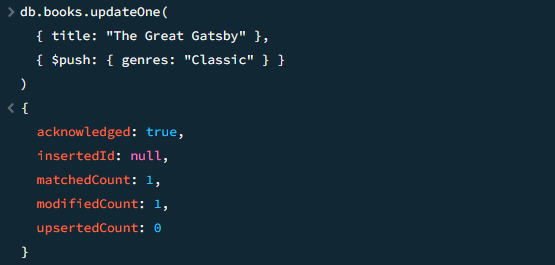 > db.books.updateOne(
{ title: "The Great Gatsby" },
{ $push: { genres: "Classic" } }
)
< {
acknowledged: true,
insertedId: null,
matchedCount: 1,
modifiedCount: 1,
upsertedCount: 0
}